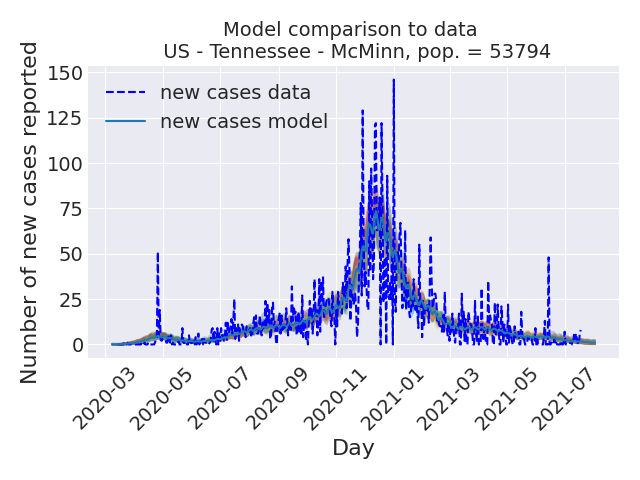 Model comparison to data
US - Tennessee - McMinn, pop. = 53794
new cases data
new cases model
Number of new cases reported
150
125
100
75
50
25
0
2020-03
2020-05
2020-07
2020-09
2020-11
2021-01
2021-03
2021-05
2021-07
Day